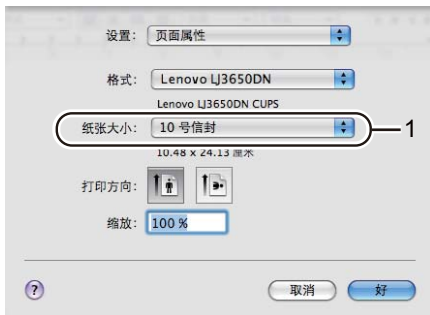 设置: 页面属性
格式: Lenovo LJ3650DN
Lenovo LJ3650DN CUPS
纸张大小: 10 号信封 1
10.48 x 24.13 厘米
打印方向:
缩放: 100 %
? 取消 好